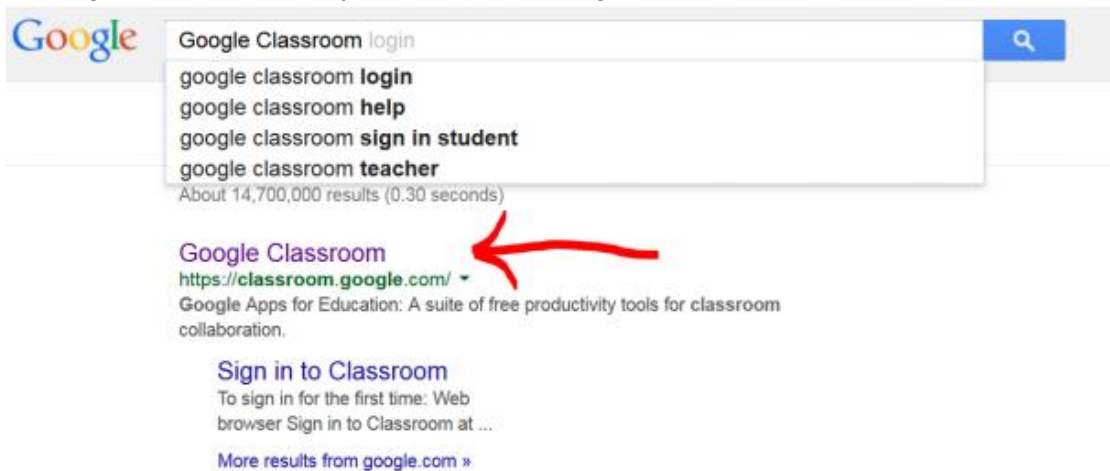 Google
Google Classroom login
google classroom login
google classroom help
google classroom sign in student
google classroom teacher
About 14,700,000 results (0.30 seconds)
Google Classroom
https://classroom.google.com/
Google Apps for Education: A suite of free productivity tools for classroom
collaboration.
Sign in to Classroom
To sign in for the first time: Web
browser Sign in to Classroom at ...
More results from google.com »